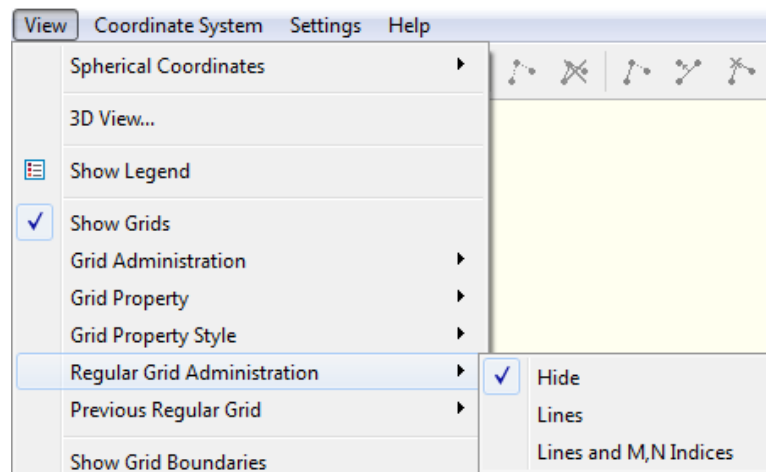 View Coordinate System Settings Help
Spherical Coordinates
3D View...
Show Legend
Show Grids
Grid Administration
Grid Property
Grid Property Style
Regular Grid Administration
Hide
Previous Regular Grid
Lines
Lines and M,N Indices
Show Grid Boundaries